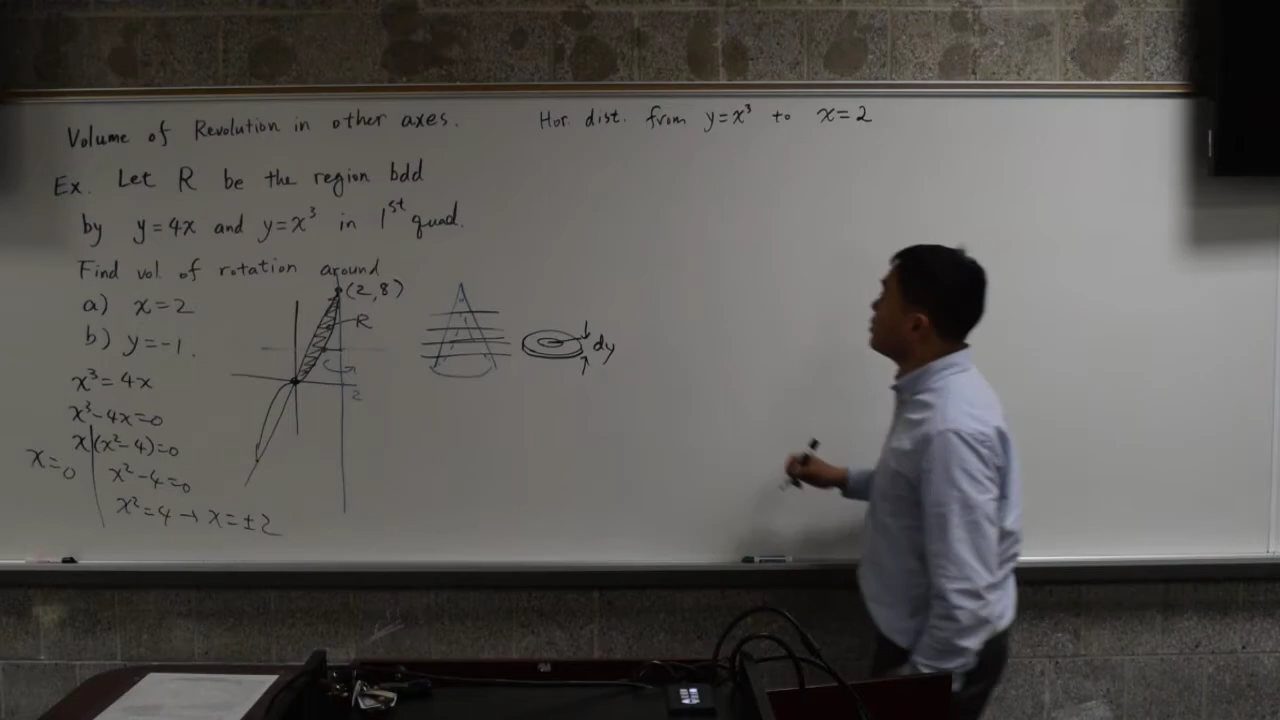 Volume of Revolution in other axes.
Ex. Let R be the region bdd
by y=4x and y=x³ in 1st quad.
Find vol. of rotation around
a) x=2
b) y=-1.
x³=4x
x³-4x=0
x(x²-4)=0
x=0
x²-4=0
x²=4→x=±2
(2,8)
R
2
dy
Hor. dist. from y=x³ to x=2